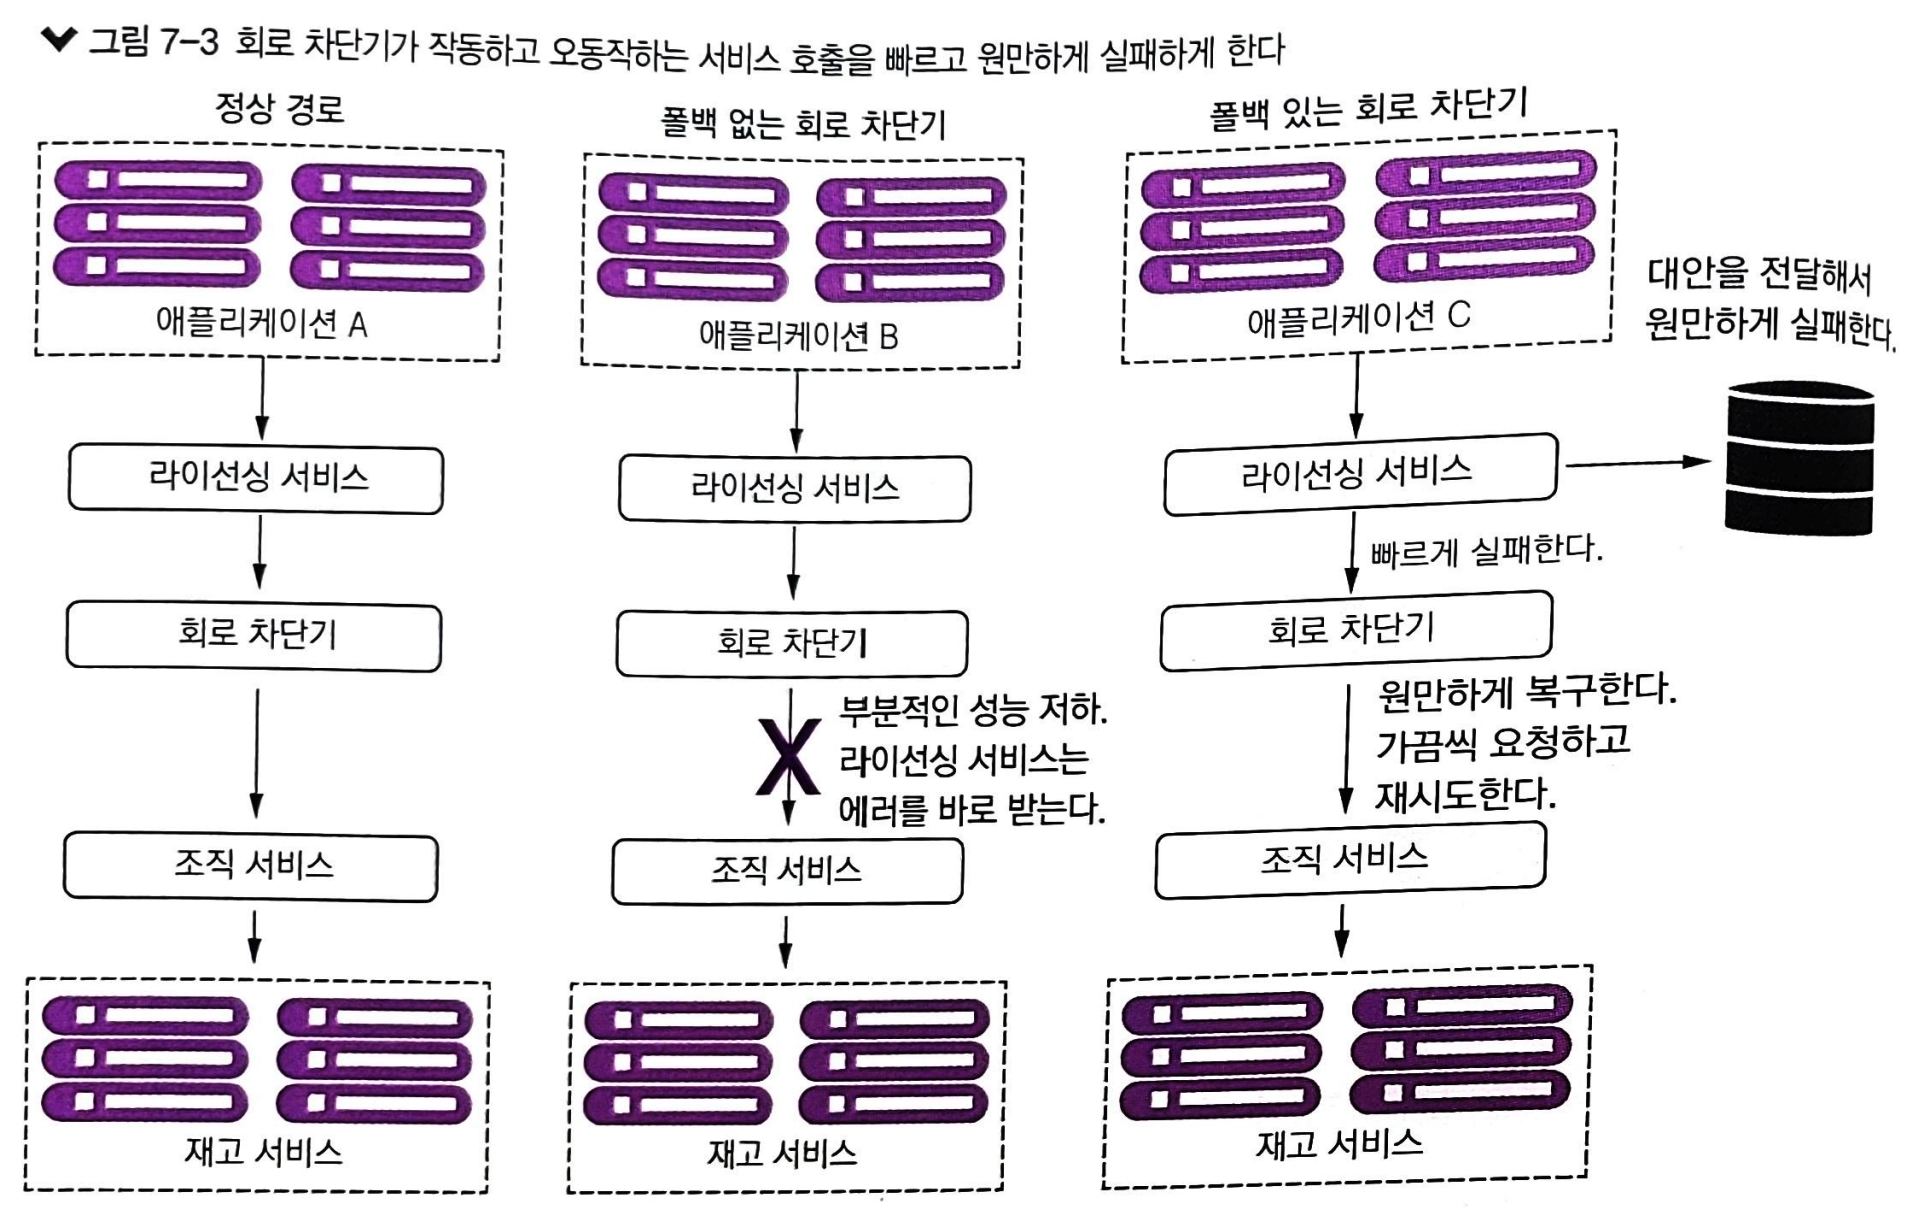 그림 7-3 회로 차단기가 작동하고 오동작하는 서비스 호출을 빠르고 원만하게 실패하게 한다
정상 경로
애플리케이션 A
라이선싱 서비스
회로 차단기
조직 서비스
재고 서비스
폴백 없는 회로 차단기
애플리케이션 B
라이선싱 서비스
회로 차단기
X
부분적인 성능 저하.
라이선싱 서비스는
에러를 바로 받는다.
조직 서비스
재고 서비스
폴백 있는 회로 차단기
애플리케이션 C
대안을 전달해서
원만하게 실패한다.
라이선싱 서비스
빠르게 실패한다.
회로 차단기
원만하게 복구한다.
가끔씩 요청하고
재시도한다.
조직 서비스
재고 서비스